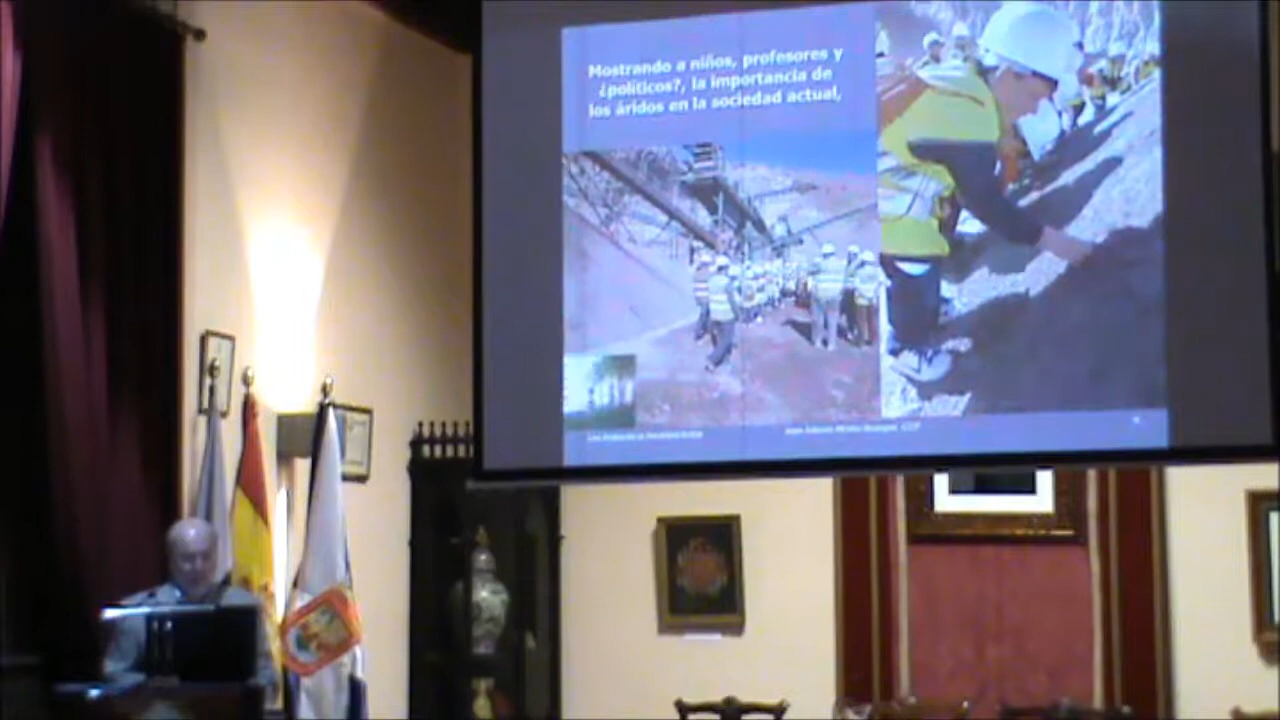 Mostrando a niños, profesores y
¿políticos?, la importancia de
los áridos en la sociedad actual,